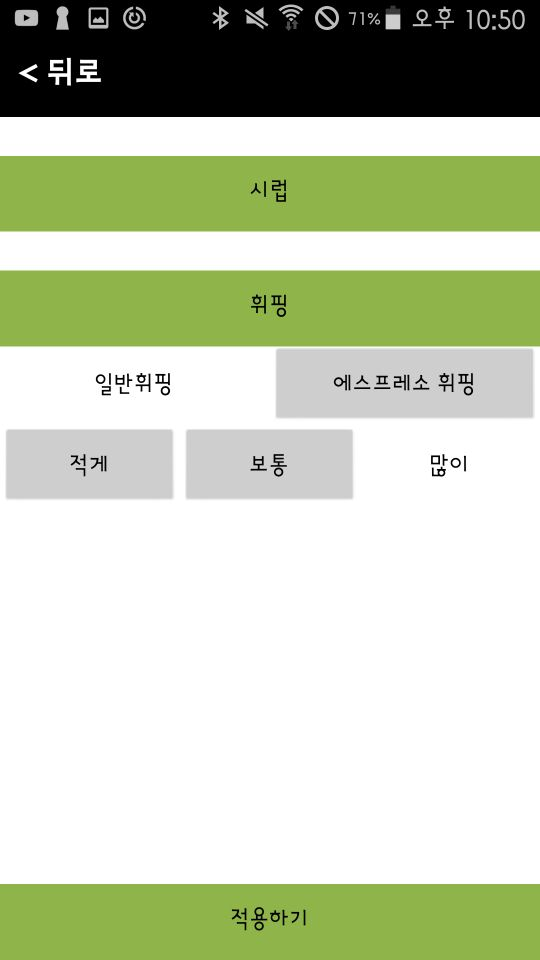 71% 오후 10:50
< 뒤로
시럽
휘핑
일반휘핑 에스프레소 휘핑
적게 보통 많이
적용하기